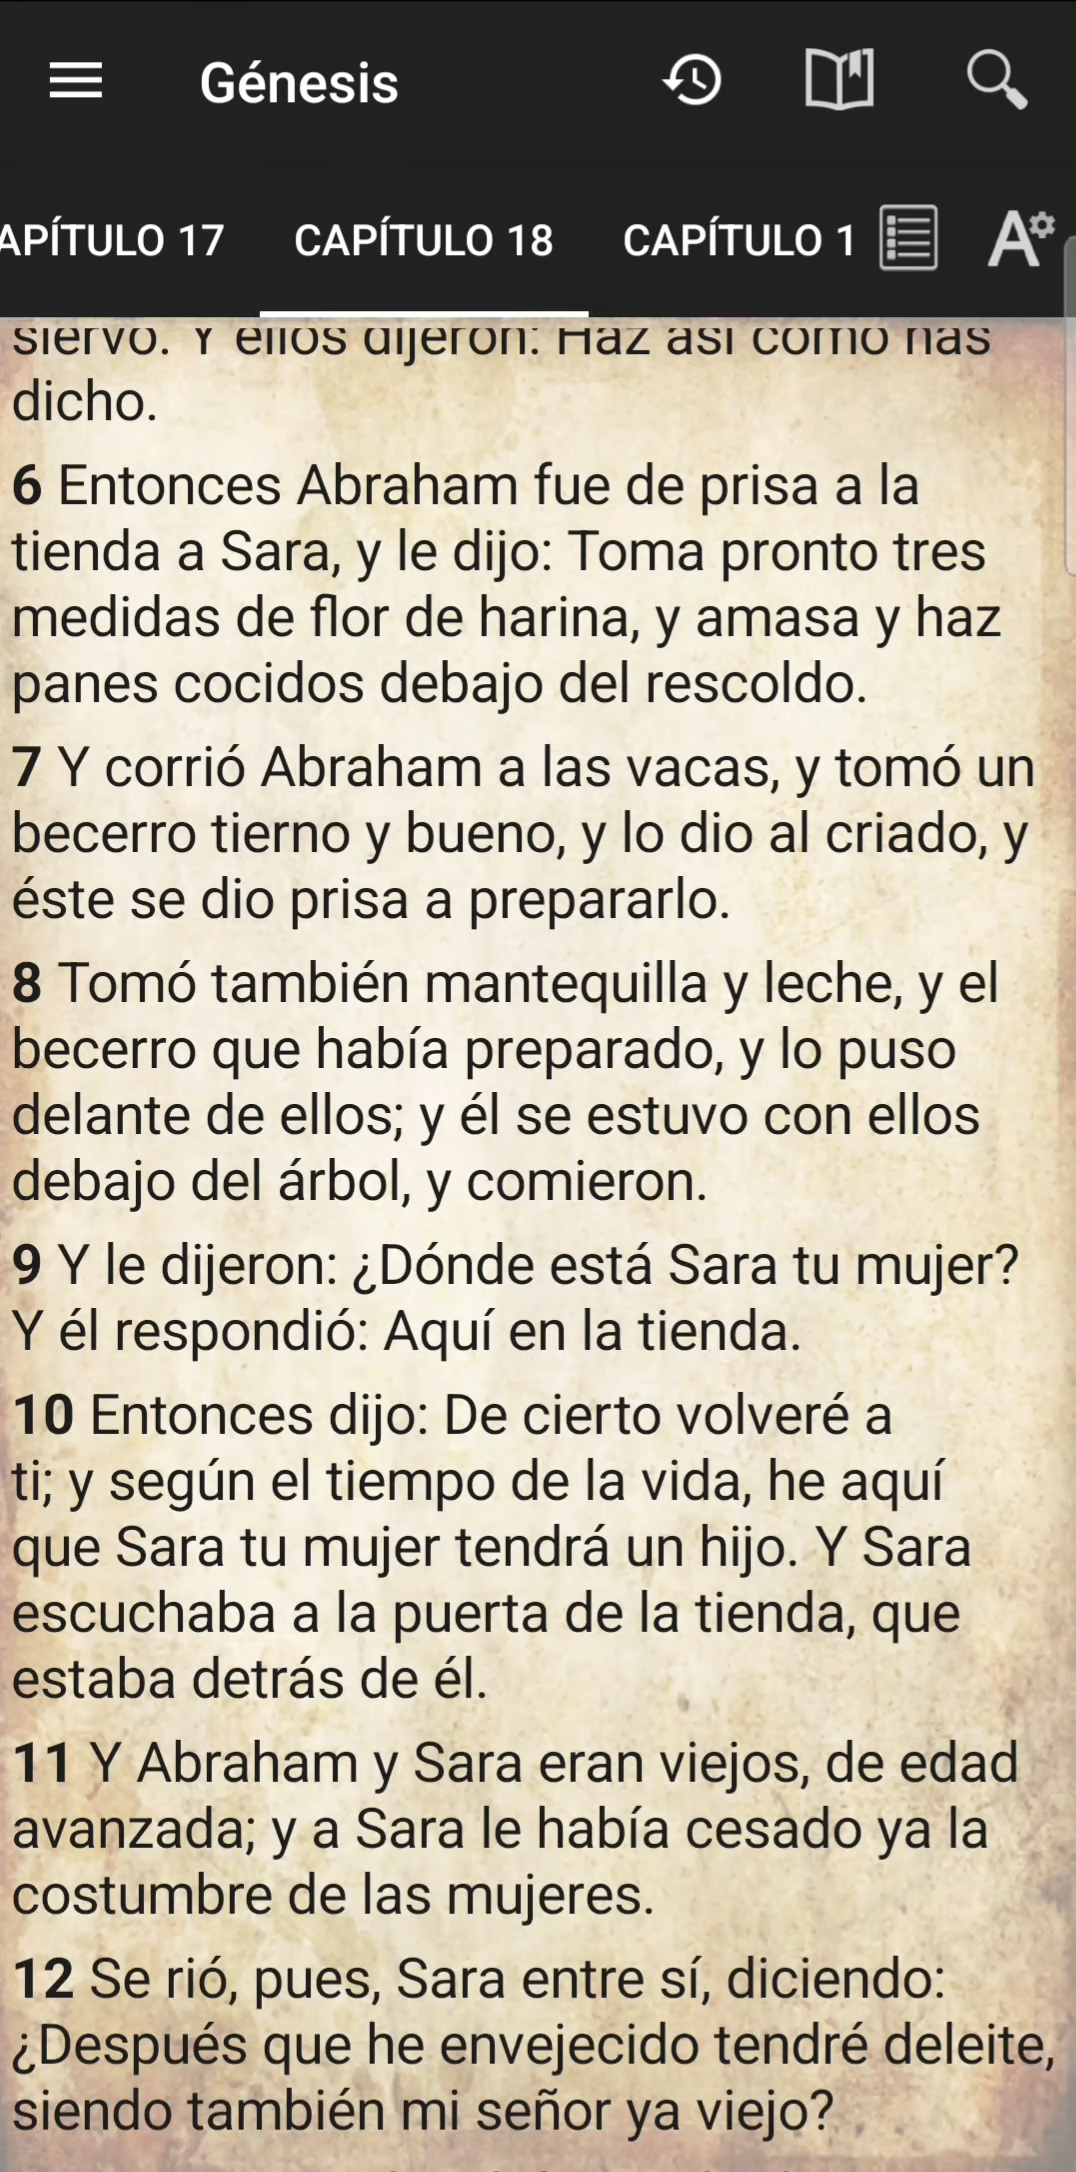 Génesis
APÍTULO 17 CAPÍTULO 18 CAPÍTULO 1
siervo. Y ellos dijeron: Haz así como has
dicho.
6 Entonces Abraham fue de prisa a la
tienda a Sara, y le dijo: Toma pronto tres
medidas de flor de harina, y amasa y haz
panes cocidos debajo del rescoldo.
7 Y corrió Abraham a las vacas, y tomó un
becerro tierno y bueno, y lo dio al criado, y
éste se dio prisa a prepararlo.
8 Tomó también mantequilla y leche, y el
becerro que había preparado, y lo puso
delante de ellos; y él se estuvo con ellos
debajo del árbol, y comieron.
9 Y le dijeron: ¿Dónde está Sara tu mujer?
Y él respondió: Aquí en la tienda.
10 Entonces dijo: De cierto volveré a
ti; y según el tiempo de la vida, he aquí
que Sara tu mujer tendrá un hijo. Y Sara
escuchaba a la puerta de la tienda, que
estaba detrás de él.
11 Y Abraham y Sara eran viejos, de edad
avanzada; y a Sara le había cesado ya la
costumbre de las mujeres.
12 Se rió, pues, Sara entre sí, diciendo:
¿Después que he envejecido tendré deleite,
siendo también mi señor ya viejo?